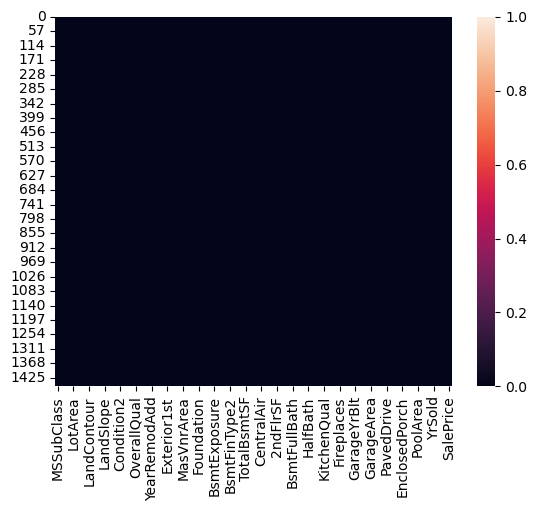 0
57
114
171
228
285
342
399
456
513
570
627
684
741
798
855
912
969
1026
1083
1140
1197
1254
1311
1368
1425
MSSubClass
LotArea
LandContour
LandSlope
Condition2
OverallQual
YearRemodAdd
Exterior1st
MasVnrArea
Foundation
BsmtExposure
BsmtFinType2
TotalBsmtSF
CentralAir
2ndFlrSF
BsmtFullBath
HalfBath
KitchenQual
Fireplaces
GarageYrBlt
GarageArea
PavedDrive
EnclosedPorch
PoolArea
YrSold
SalePrice
1.0
0.8
0.6
0.4
0.2
0.0